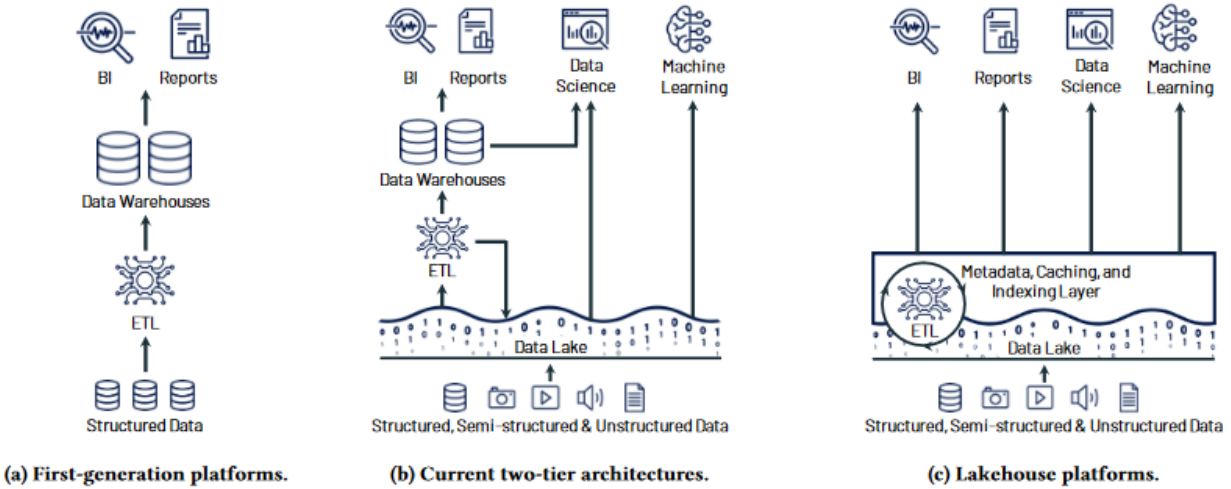 BI
Reports
Data Warehouses
ETL
Structured Data
(a) First-generation platforms.
BI
Reports
Data
Science
Machine
Learning
Data Warehouses
ETL
Data Lake
Structured, Semi-structured & Unstructured Data
(b) Current two-tier architectures.
BI
Reports
Data
Science
Machine
Learning
Metadata, Caching, and
Indexing Layer
ETL
Data Lake
Structured, Semi-structured & Unstructured Data
(c) Lakehouse platforms.